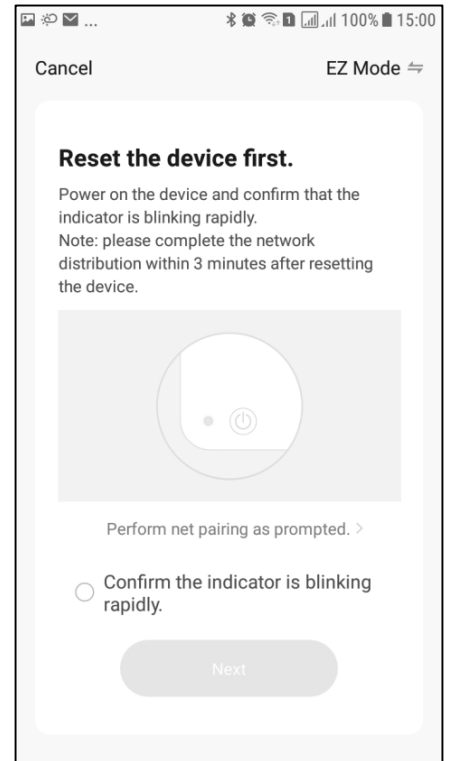 ... 1 100% 15:00
Cancel EZ Mode
Reset the device first.
Power on the device and confirm that the
indicator is blinking rapidly.
Note: please complete the network
distribution within 3 minutes after resetting
the device.
Perform net pairing as prompted. >
Confirm the indicator is blinking
rapidly.
Next